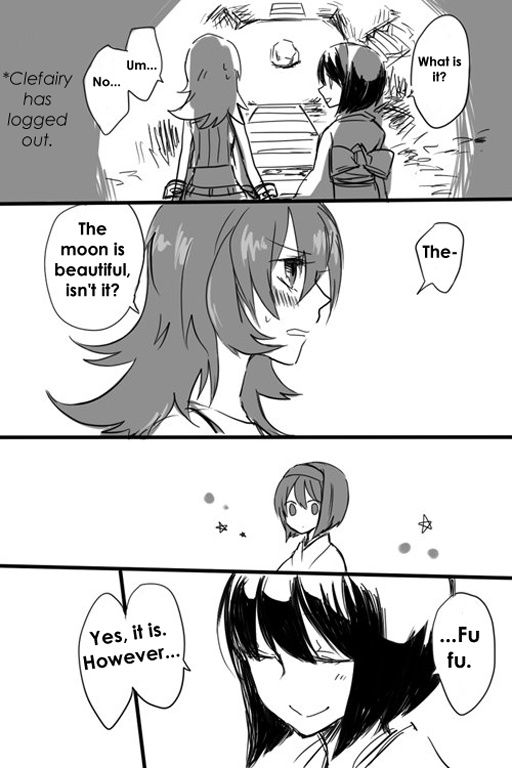 What is
it?
Um...
No...
*Clefairy
has
logged
out.
The-
The
moon is
beautiful,
isn't it?
...Fu
fu.
Yes, it is.
However...